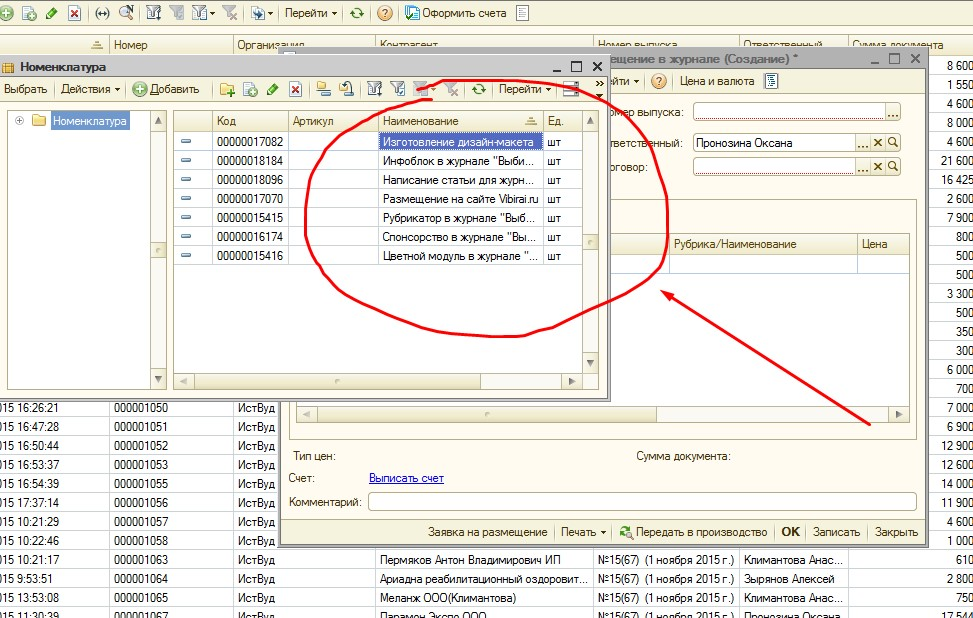 Перейти
Оформить счета
Номер
Организация
Контрагент
Номер выпуска
Ответственный
Сумма документа
Номенклатура
Выбрать Действия Добавить Перейти »
Номенклатура
Код Артикул Наименование Ед.
00000017082 Изготовление дизайн-макета шт
00000018184 Инфоблок в журнале "Выби... шт
00000018096 Написание статьи для журн... шт
00000017070 Размещение на сайте Vibirai.ru шт
00000015415 Рубрикатор в журнале "Выб... шт
00000016174 Спонсорство в журнале "Вы... шт
00000015416 Цветной модуль в журнале "... шт
ещение в журнале (Создание) *
йти Цена и валюта
мер выпуска: ...
тветственный: Пронозина Оксана ...
оговор: ...
Рубрика/Наименование Цена
Тип цен: Сумма документа:
Счет: Выписать счет
Комментарий:
Заявка на размещение Печать Передать в производство OK Записать Закрыть
8 600
1 550
4 600
8 000
4 600
21 600
16 425
2 600
7 900
800
500
500
3 300
500
350
300
6 000
700
015 16:26:21 000001050 ИстВуд 7 000
015 16:47:28 000001051 ИстВуд 6 900
015 16:50:44 000001052 ИстВуд 12 900
015 16:53:37 000001053 ИстВуд 12 600
015 16:54:39 000001055 ИстВуд 14 000
015 17:37:14 000001056 ИстВуд 11 900
015 10:21:29 000001057 ИстВуд 4 600
015 10:22:46 000001058 ИстВуд 1 000
015 10:21:17 000001063 ИстВуд Пермяков Антон Владимирович ИП №15(67) (1 ноября 2015 г.) Климантова Анас... 610
015 9:53:51 000001064 ИстВуд Ариадна реабилитационный оздоровит... №15(67) (1 ноября 2015 г.) Зырянов Алексей 2 800
015 13:53:08 000001065 ИстВуд Меланж ООО(Климантова) №15(67) (1 ноября 2015 г.) Климантова Анас... 750
015 11:30:39 000001067 ИстВуд Парамон Экспо ООО №15(67) (1 ноября 2015 г.) Пронозина Оксана 17 544